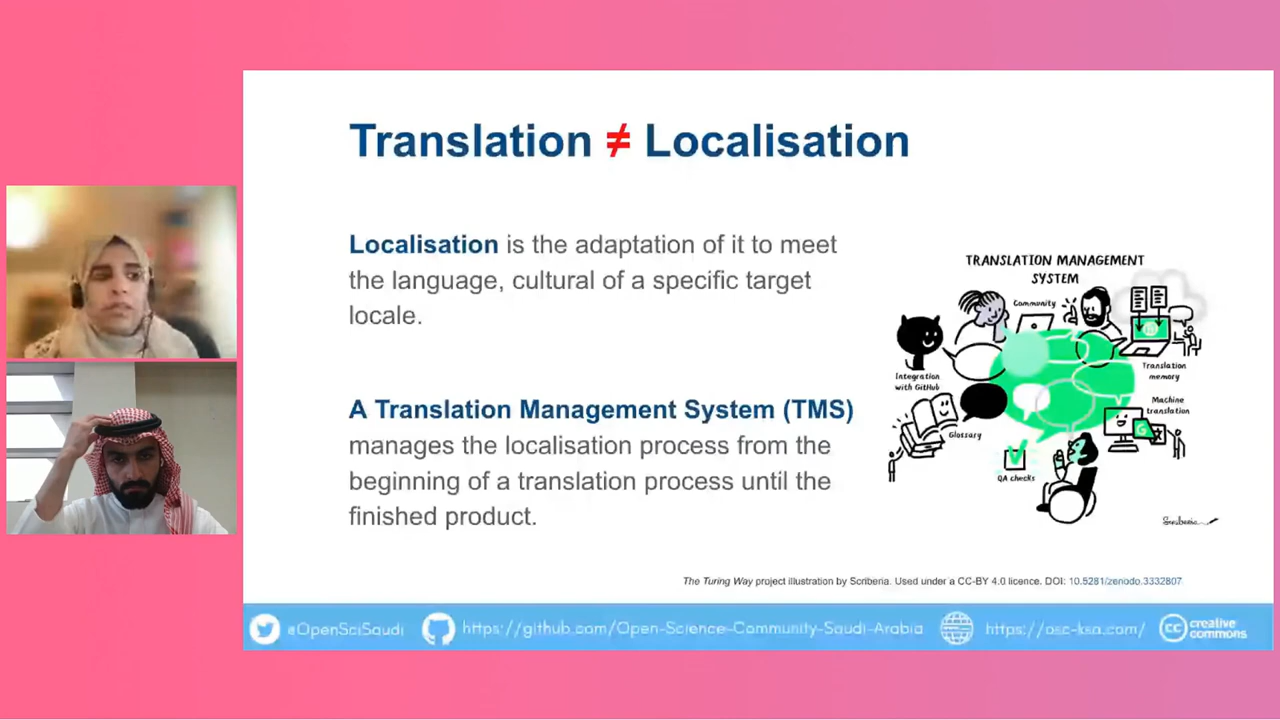 Translation ≠ Localisation
Localisation is the adaptation of it to meet
the language, cultural of a specific target
locale.
A Translation Management System (TMS)
manages the localisation process from the
beginning of a translation process until the
finished product.
TRANSLATION MANAGEMENT
SYSTEM
Community
Integration
with GitHub
Translation
memory
Machine
translation
G
Glossary
QA checks
Scriberia
The Turing Way project illustration by Scriberia. Used under a CC-BY 4.0 licence. DOI: 10.5281/zenodo.3332807
@OpenSciSaudi
https://github.com/Open-Science-Community-Saudi-Arabia
https://osc-ksa.com/
cc creative
commons